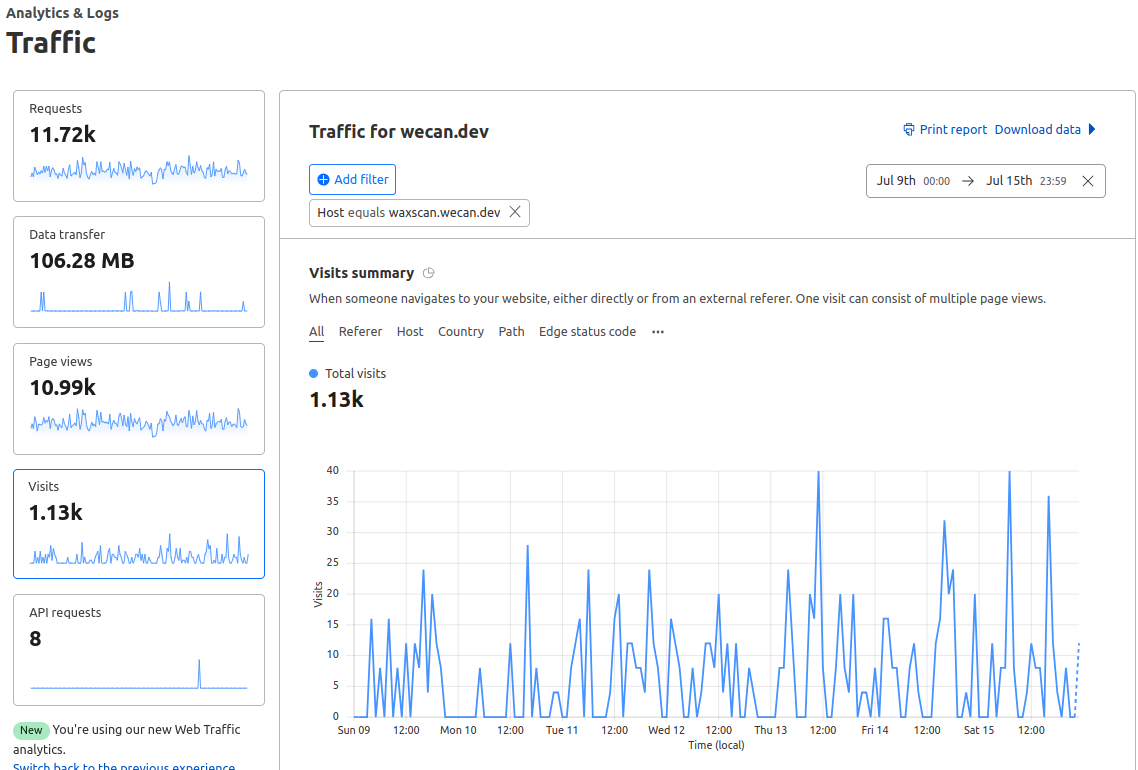 Analytics & Logs
Traffic
Requests
11.72k
Data transfer
106.28 MB
Page views
10.99k
Visits
1.13k
API requests
8
New You're using our new Web Traffic
analytics.
Switch back to the previous experience
Traffic for wecan.dev
Print report Download data
Add filter
Jul 9th 00:00 → Jul 15th 23:59
Host equals waxscan.wecan.dev
Visits summary
When someone navigates to your website, either directly or from an external referer. One visit can consist of multiple page views.
All Referer Host Country Path Edge status code ...
Total visits
1.13k
40
35
30
25
20
15
10
5
0
Visits
Sun 09 12:00 Mon 10 12:00 Tue 11 12:00 Wed 12 12:00 Thu 13 12:00 Fri 14 12:00 Sat 15 12:00
Time (local)